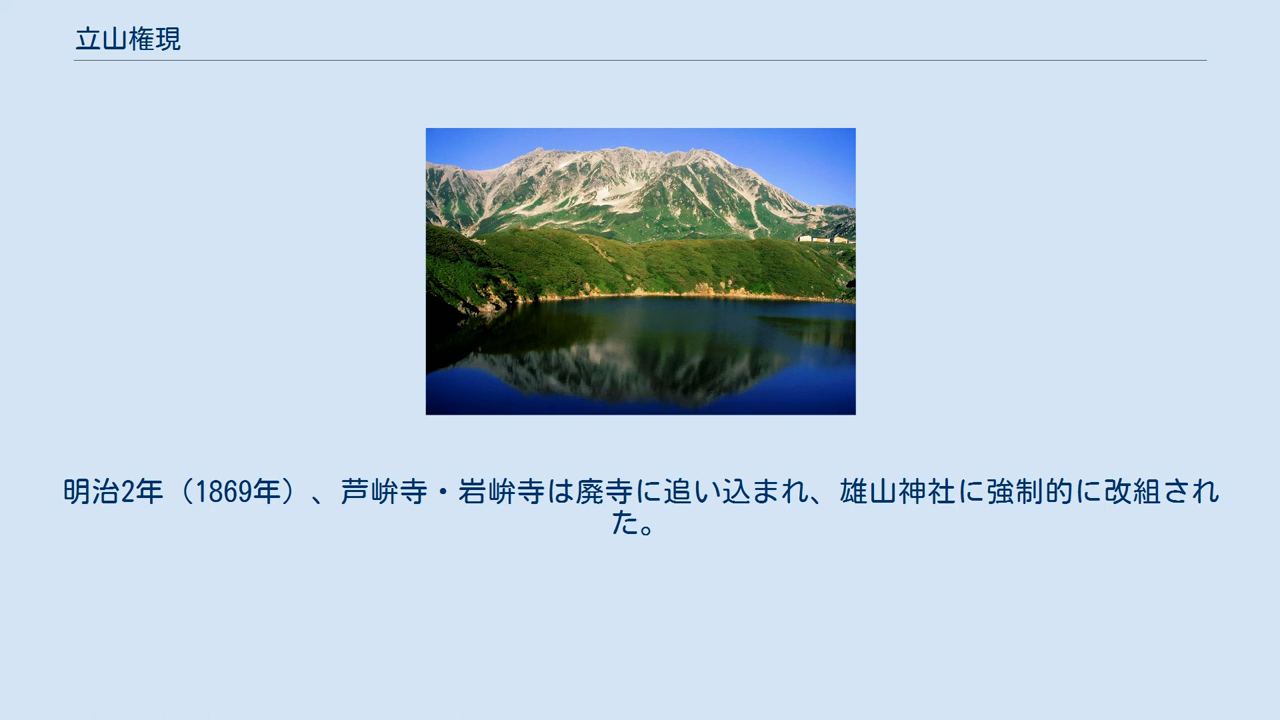 立山権現
明治2年（1869年）、芦峅寺・岩峅寺は廃寺に追い込まれ、雄山神社に強制的に改組され
た。